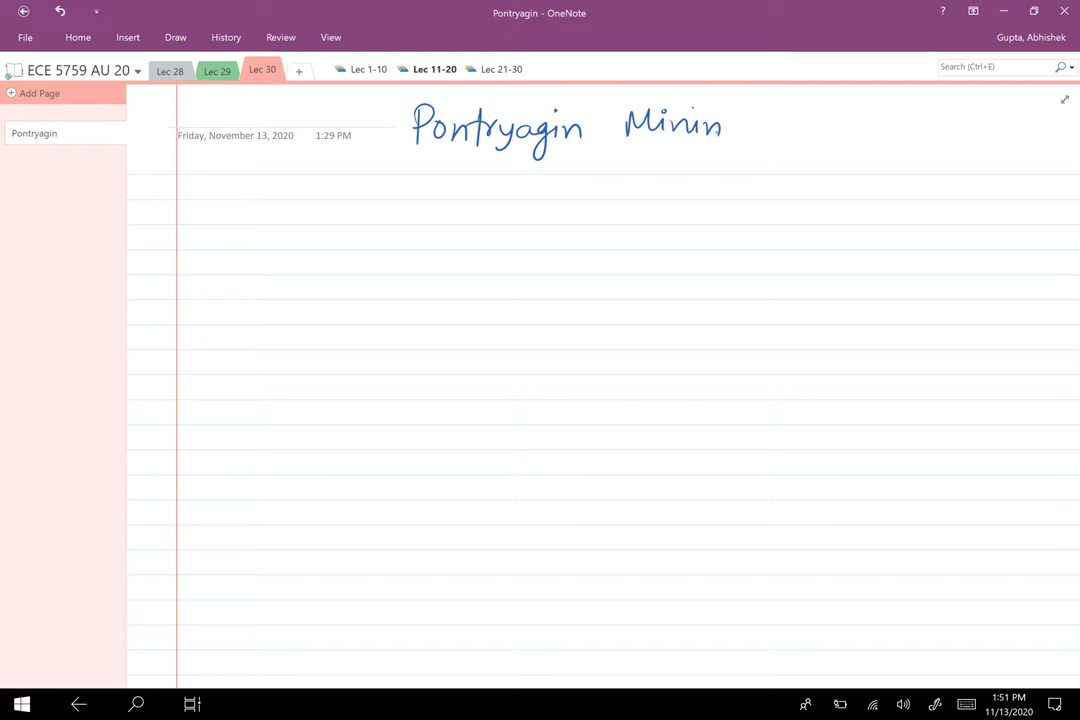 Pontryagin - OneNote
?
File Home Insert Draw History Review View
Gupta, Abhishek
ECE 5759 AU 20 Lec 28 Lec 29 Lec 30 + Lec 1-10 Lec 11-20 Lec 21-30
Search (Ctrl+E)
Add Page
Pontryagin
Pontryagin Minin
Friday, November 13, 2020 1:29 PM
1:51 PM
11/13/2020